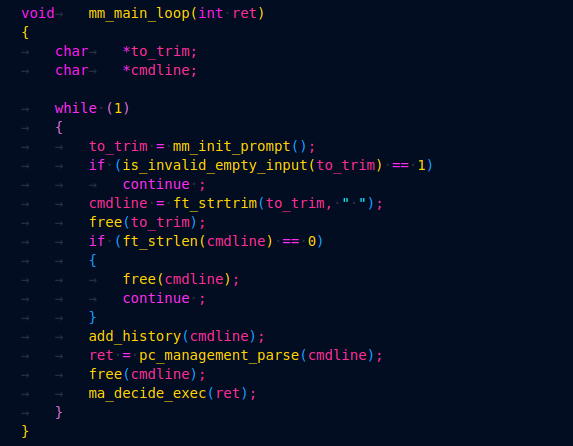 void→	mm_main_loop(int·ret)
{
→	char→	*to_trim;
→	char→	*cmdline;

→	while·(1)
→	{
→	→	to_trim·=·mm_init_prompt();
→	→	if·(is_invalid_empty_input(to_trim)·==·1)
→	→	→	continue·;
→	→	cmdline·=·ft_strtrim(to_trim,·"·");
→	→	free(to_trim);
→	→	if·(ft_strlen(cmdline)·==·0)
→	→	{
→	→	→	free(cmdline);
→	→	→	continue·;
→	→	}
→	→	add_history(cmdline);
→	→	ret·=·pc_management_parse(cmdline);
→	→	free(cmdline);
→	→	ma_decide_exec(ret);
→	}
}